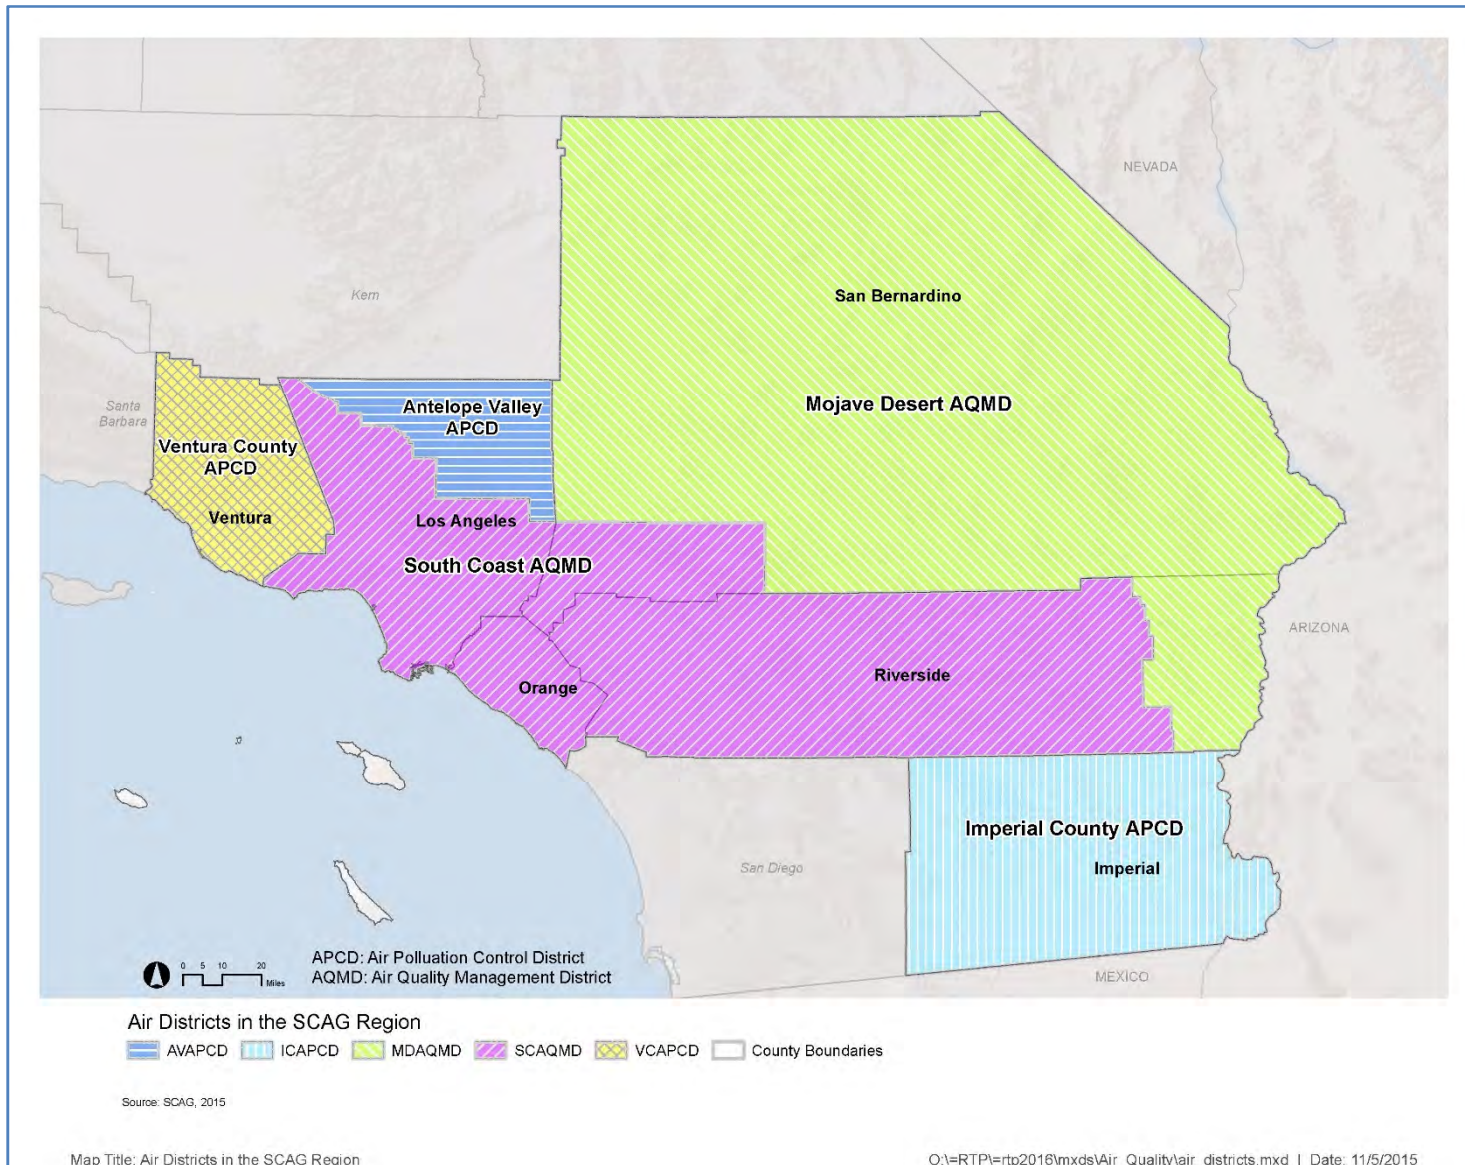 NEVADA
San Bernardino
Kern
Mojave Desert AQMD
Antelope Valley
APCD
Santa
Barbara
Ventura County
APCD
Ventura
Los Angeles
South Coast AQMD
ARIZONA
Riverside
Orange
Imperial County APCD
Imperial
San Diego
MEXICO
0 5 10 20
Miles
APCD: Air Polluation Control District
AQMD: Air Quality Management District
Air Districts in the SCAG Region
AVAPCD ICAPCD MDAQMD SCAQMD VCAPCD County Boundaries
Source: SCAG, 2015
Map Title: Air Districts in the SCAG Region
O:\=RTP\=rtp2016\mxds\Air_Quality\air_districts.mxd | Date: 11/5/2015